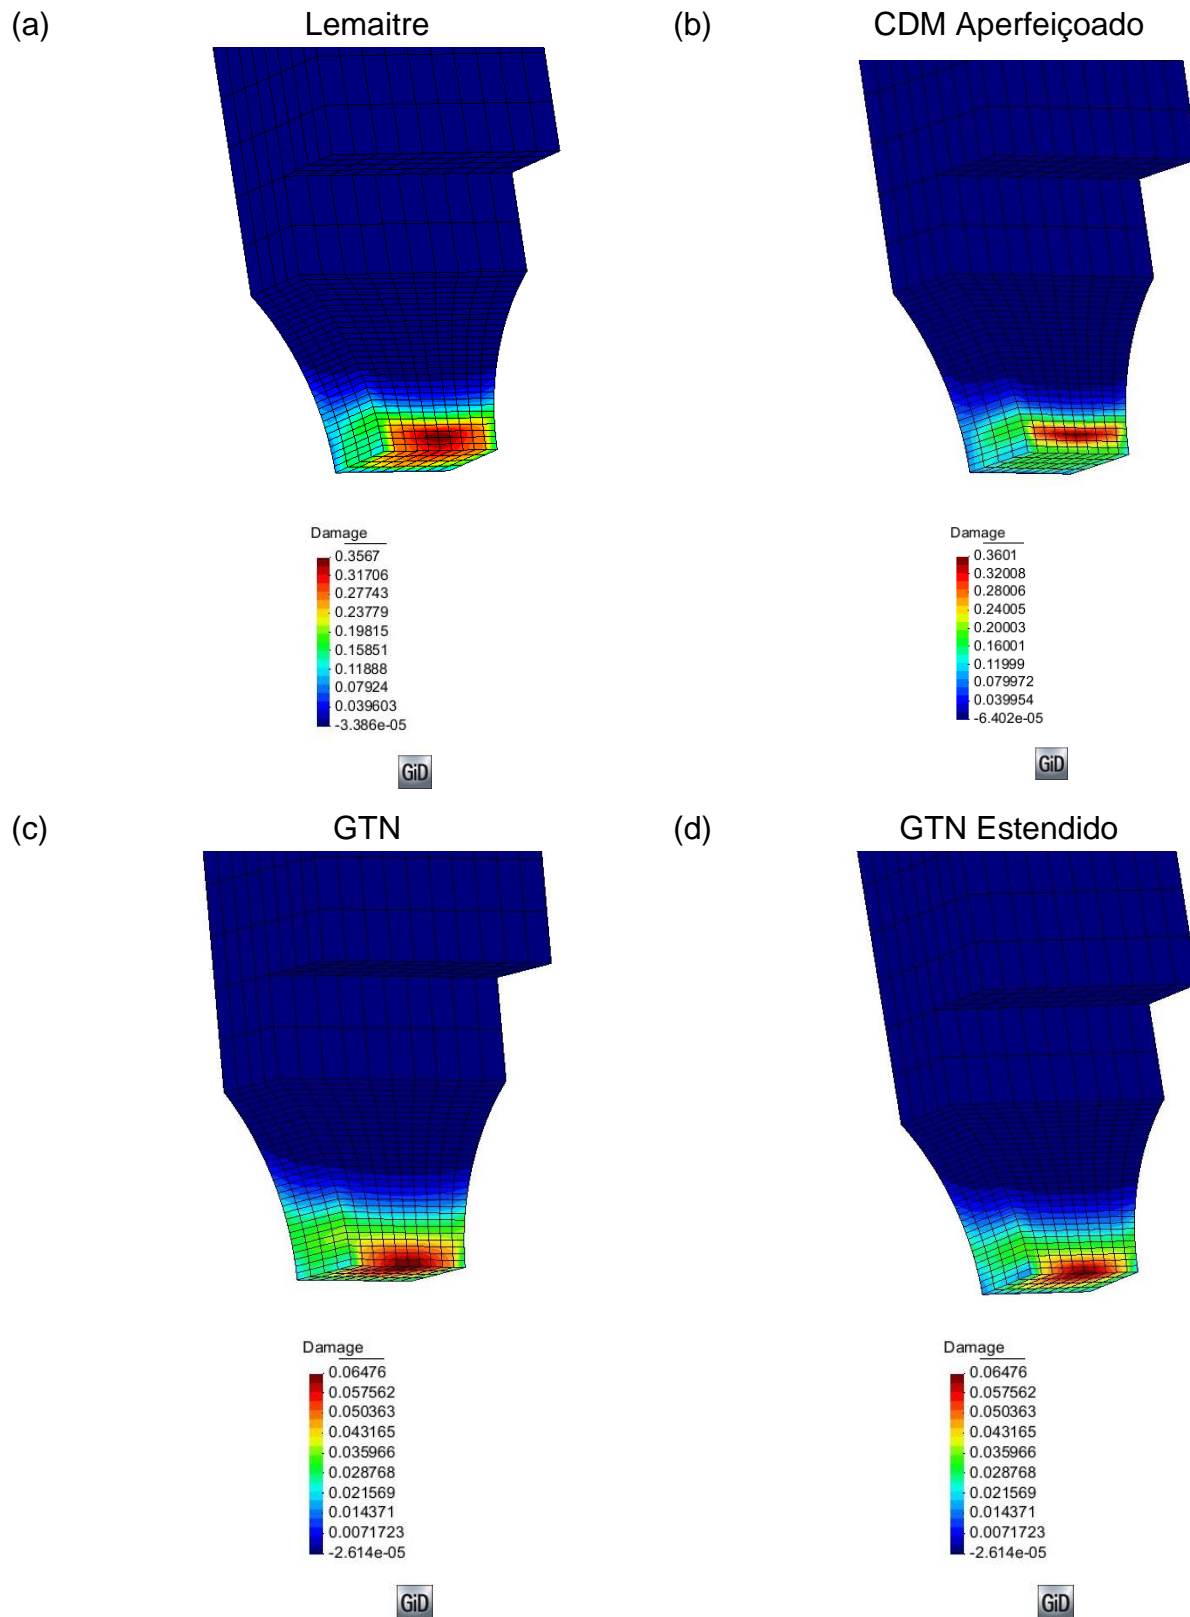 (a) Lemaitre
(b) CDM Aperfeiçoado
Damage
0.3567
0.31706
0.27743
0.23779
0.19815
0.15851
0.11888
0.07924
0.039603
-3.386e-05
GiD
Damage
0.3601
0.32008
0.28006
0.24005
0.20003
0.16001
0.11999
0.079972
0.039954
-6.402e-05
GiD
(c) GTN
(d) GTN Estendido
Damage
0.06476
0.057562
0.050363
0.043165
0.035966
0.028768
0.021569
0.014371
0.0071723
-2.614e-05
GiD
Damage
0.06476
0.057562
0.050363
0.043165
0.035966
0.028768
0.021569
0.014371
0.0071723
-2.614e-05
GiD